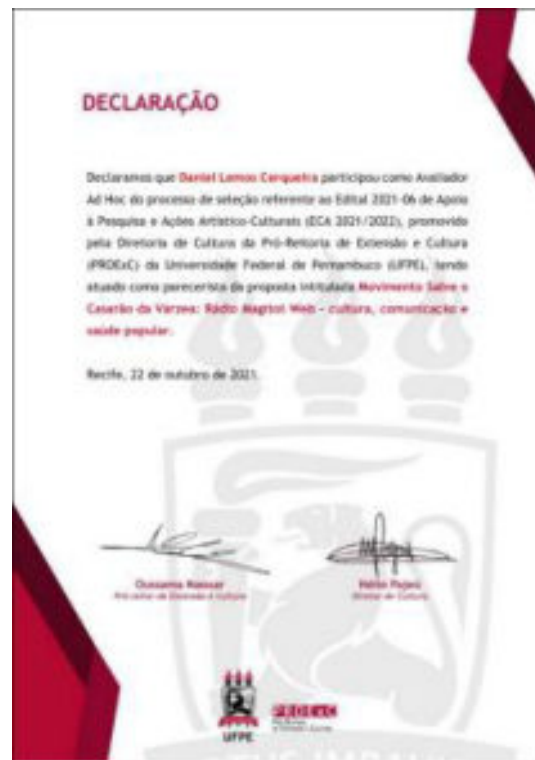 DECLARAÇÃO
Declaramos que Daniel Lemos Cerqueira participou como Avaliador
Ad Hoc do processo de seleção referente ao Edital 2021-06 de Apoio
à Pesquisa e Ações Artístico-Culturais (ECA 2021/2022), promovido
pela Diretoria de Cultura da Pró-Reitoria de Extensão e Cultura
(PROExC) da Universidade Federal de Pernambuco (UFPE), tendo
atuado como parecerista da proposta intitulada Movimento Salve o
Casarão da Várzea: Rádio Web - cultura, comunicação e
saúde popular.
Recife, 22 de outubro de 2021.
Oussama Naouar
Pró-reitor de Extensão e Cultura
Hélio Pajeú
Diretor de Cultura
UFPE
PROExC